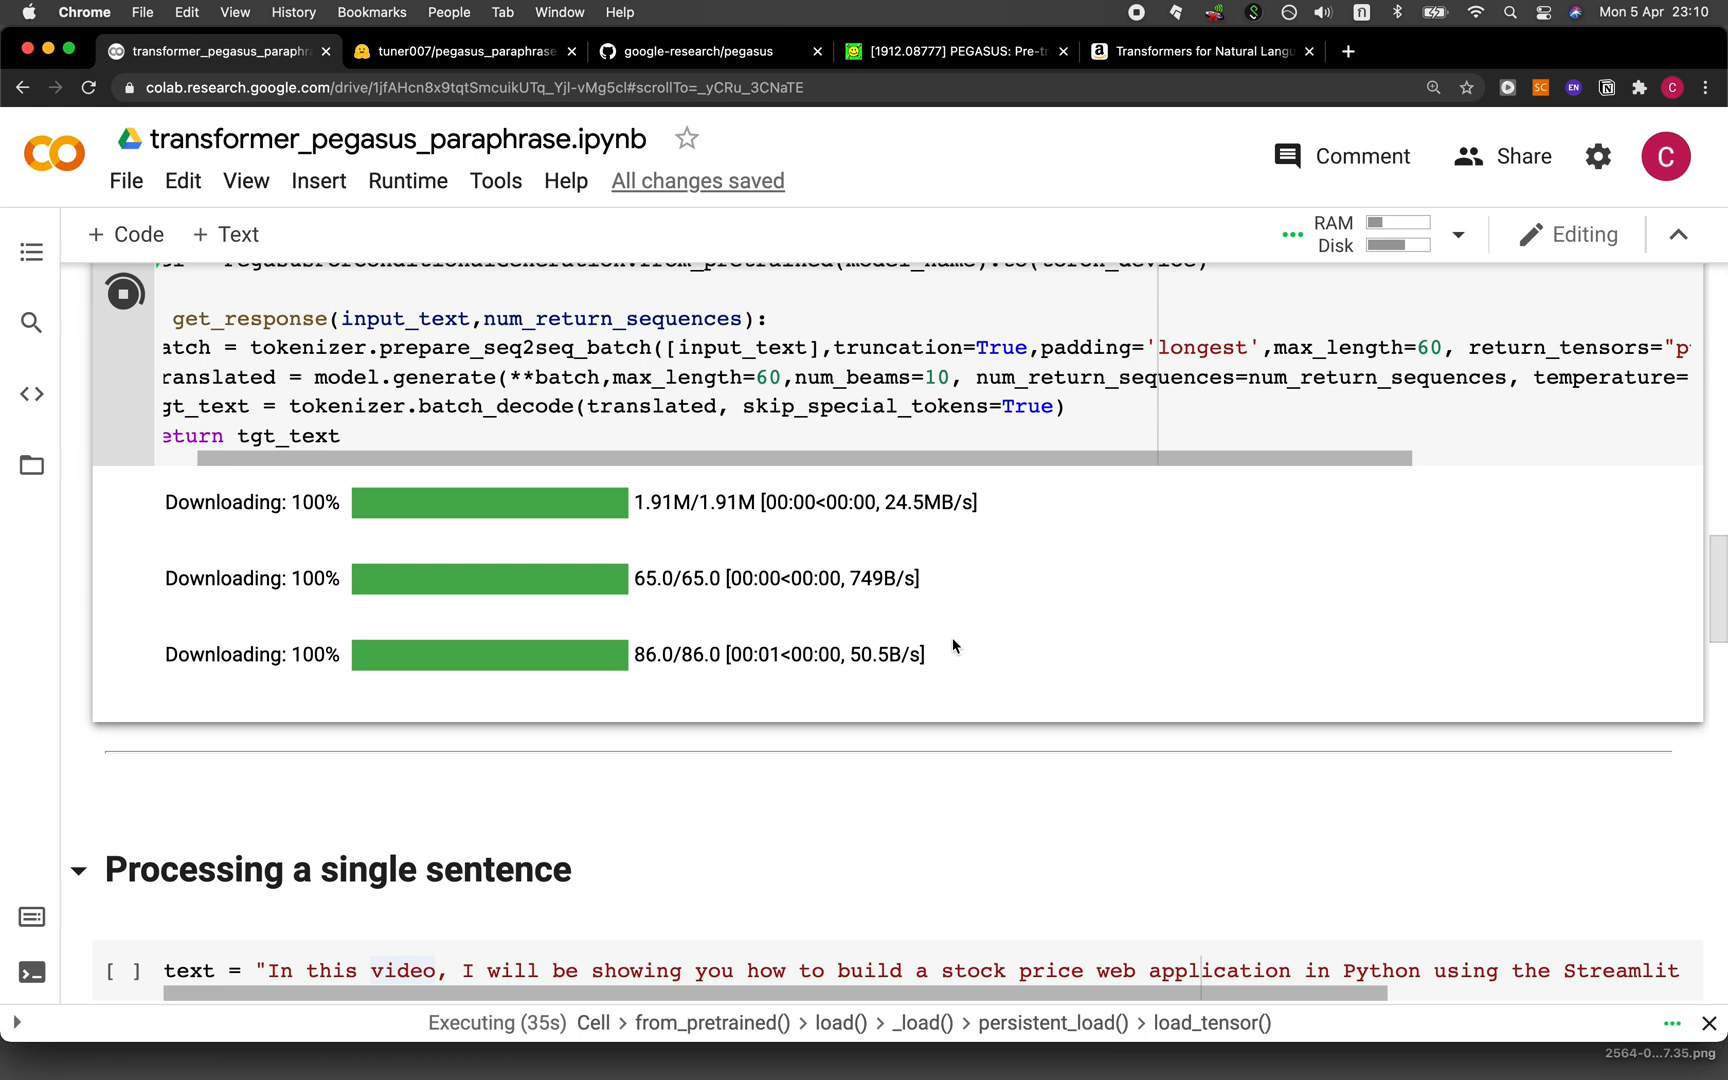 Chrome File Edit View History Bookmarks People Tab Window Help Mon 5 Apr 23:10
transformer_pegasus_paraphr tuner007/pegasus_paraphrase google-research/pegasus [1912.08777] PEGASUS: Pre-tr Transformers for Natural Langu
colab.research.google.com/drive/1jfAHcn8x9tqtSmcuikUTq_Yjl-vMg5cl#scrollTo=_yCRu_3CNaTE SC EN C
transformer_pegasus_paraphrase.ipynb
Comment Share C
File Edit View Insert Runtime Tools Help All changes saved
+ Code + Text RAM Disk Editing
get_response(input_text,num_return_sequences):
atch = tokenizer.prepare_seq2seq_batch([input_text],truncation=True,padding='longest',max_length=60, return_tensors="p
ranslated = model.generate(**batch,max_length=60,num_beams=10, num_return_sequences=num_return_sequences, temperature=
gt_text = tokenizer.batch_decode(translated, skip_special_tokens=True)
eturn tgt_text
Downloading: 100% 1.91M/1.91M [00:00<00:00, 24.5MB/s]
Downloading: 100% 65.0/65.0 [00:00<00:00, 749B/s]
Downloading: 100% 86.0/86.0 [00:01<00:00, 50.5B/s]
Processing a single sentence
[ ] text = "In this video, I will be showing you how to build a stock price web application in Python using the Streamlit
Executing (35s) Cell > from_pretrained() > load() > _load() > persistent_load() > load_tensor()
2564-0...7.35.png